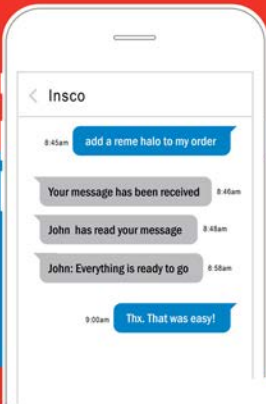 Insco
8:45am add a reme halo to my order
Your message has been received 8:46am
John has read your message 8:48am
John: Everything is ready to go 8:58am
9:00am Thx. That was easy!